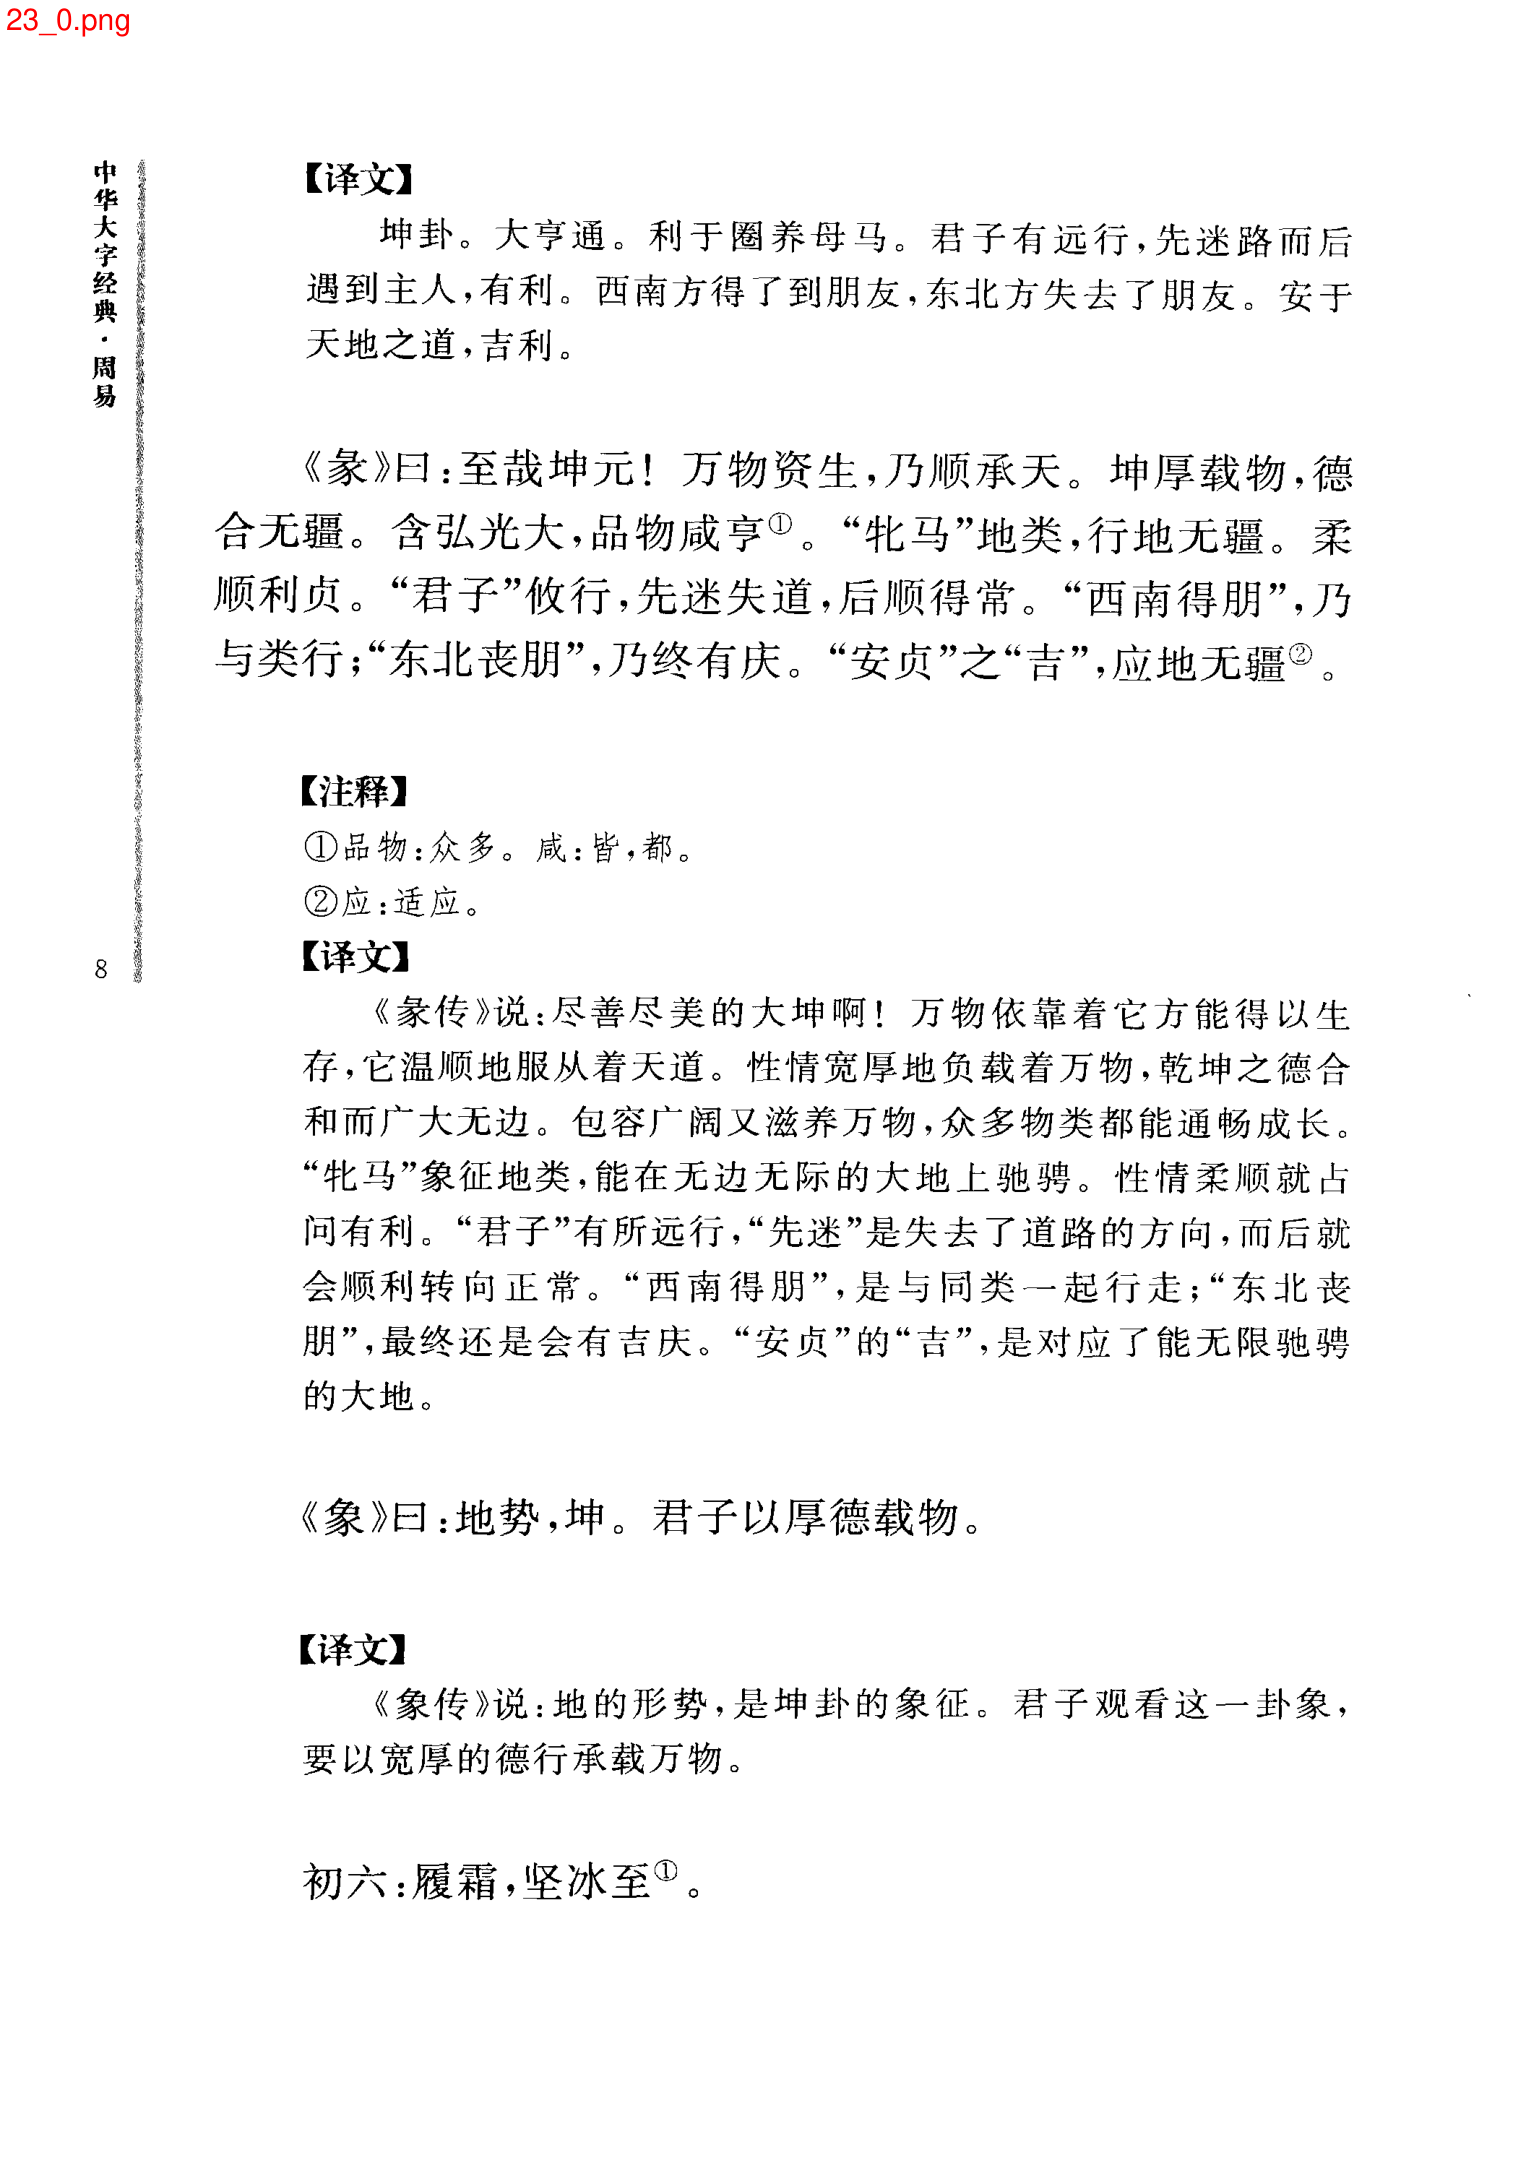 23_0.png
中华大字经典·周易
8
【译文】
坤卦。大亨通。利于圈养母马。君子有远行,先迷路而后
遇到主人,有利。西南方得了到朋友,东北方失去了朋友。安于
天地之道,吉利。
《彖》曰:至哉坤元!万物资生,乃顺承天。坤厚载物,德
合无疆。含弘光大,品物咸亨①。“牝马”地类,行地无疆。柔
顺利贞。“君子”攸行,先迷失道,后顺得常。“西南得朋”,乃
与类行;“东北丧朋”,乃终有庆。“安贞”之“吉”,应地无疆②。
【注释】
①品物:众多。咸:皆,都。
②应:适应。
【译文】
《彖传》说:尽善尽美的大坤啊!万物依靠着它方能得以生
存,它温顺地服从着天道。性情宽厚地负载着万物,乾坤之德合
和而广大无边。包容广阔又滋养万物,众多物类都能通畅成长。
“牝马”象征地类,能在无边无际的大地上驰骋。性情柔顺就占
问有利。“君子”有所远行,“先迷”是失去了道路的方向,而后就
会顺利转向正常。“西南得朋”,是与同类一起行走;“东北丧
朋”,最终还是会有吉庆。“安贞”的“吉”,是对应了能无限驰骋
的大地。
《象》曰:地势,坤。君子以厚德载物。
【译文】
《象传》说:地的形势,是坤卦的象征。君子观看这一卦象,
要以宽厚的德行承载万物。
初六:履霜,坚冰至①。